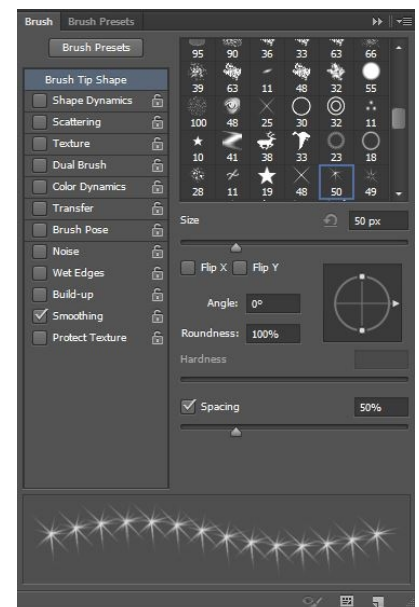 Brush Brush Presets
Brush Presets
Brush Tip Shape
Shape Dynamics
Scattering
Texture
Dual Brush
Color Dynamics
Transfer
Brush Pose
Noise
Wet Edges
Build-up
Smoothing
Protect Texture
95 90 36 33 63 66
39 63 11 48 32 55
100 48 25 30 32 11
10 41 38 33 23 18
28 11 19 48 50 49
Size 50 px
Flip X Flip Y
Angle: 0º
Roundness: 100%
Hardness
Spacing 50%